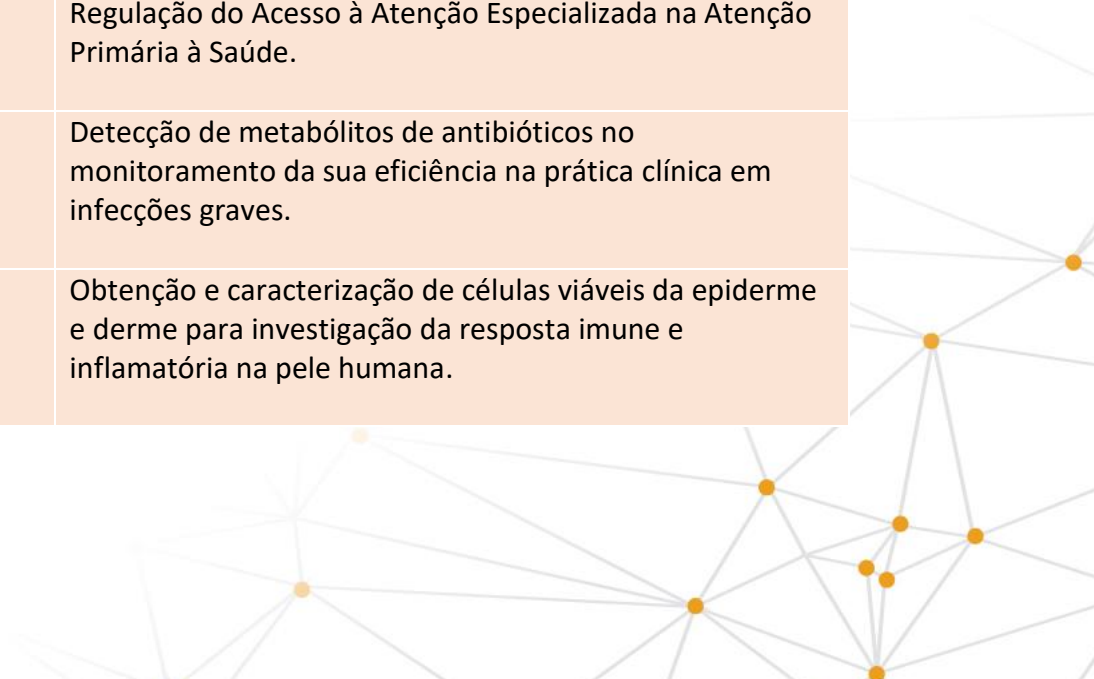 Regulação do Acesso à Atenção Especializada na Atenção
Primária à Saúde.
Detecção de metabólitos de antibióticos no
monitoramento da sua eficiência na prática clínica em
infecções graves.
Obtenção e caracterização de células viáveis da epiderme
e derme para investigação da resposta imune e
inflamatória na pele humana.